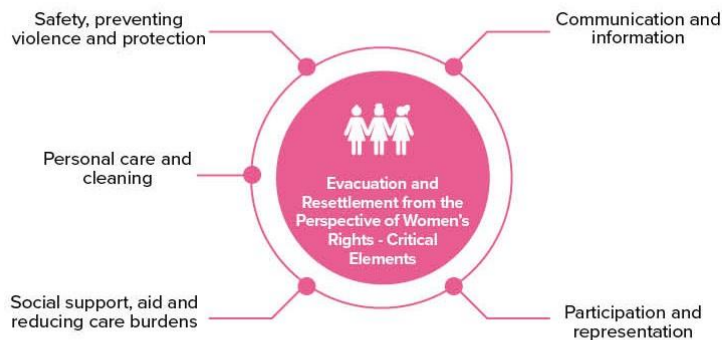 Safety, preventing
violence and protection
Communication and
information
Personal care and
cleaning
Evacuation and
Resettlement from the
Perspective of Women's
Rights - Critical
Elements
Social support, aid and
reducing care burdens
Participation and
representation